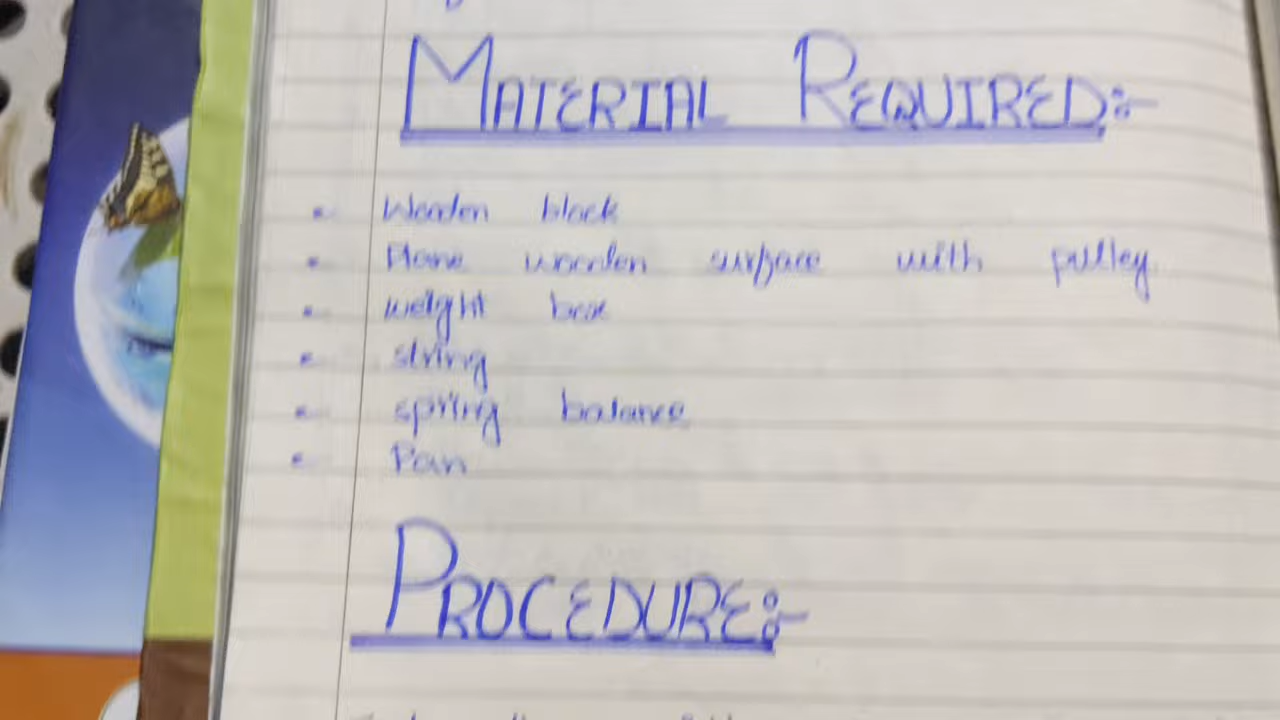 MATERIAL REQUIRED:-
• Wooden block
• Plane wooden surface with pulley
• weight box
• string
• spring balance
• Pan
PROCEDURE:-